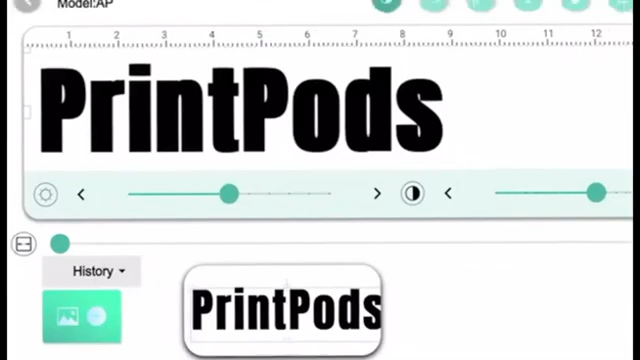 Model:AP
1 2 3 4 5 6 7 8 9 10 11 12
PrintPods
History
PrintPods